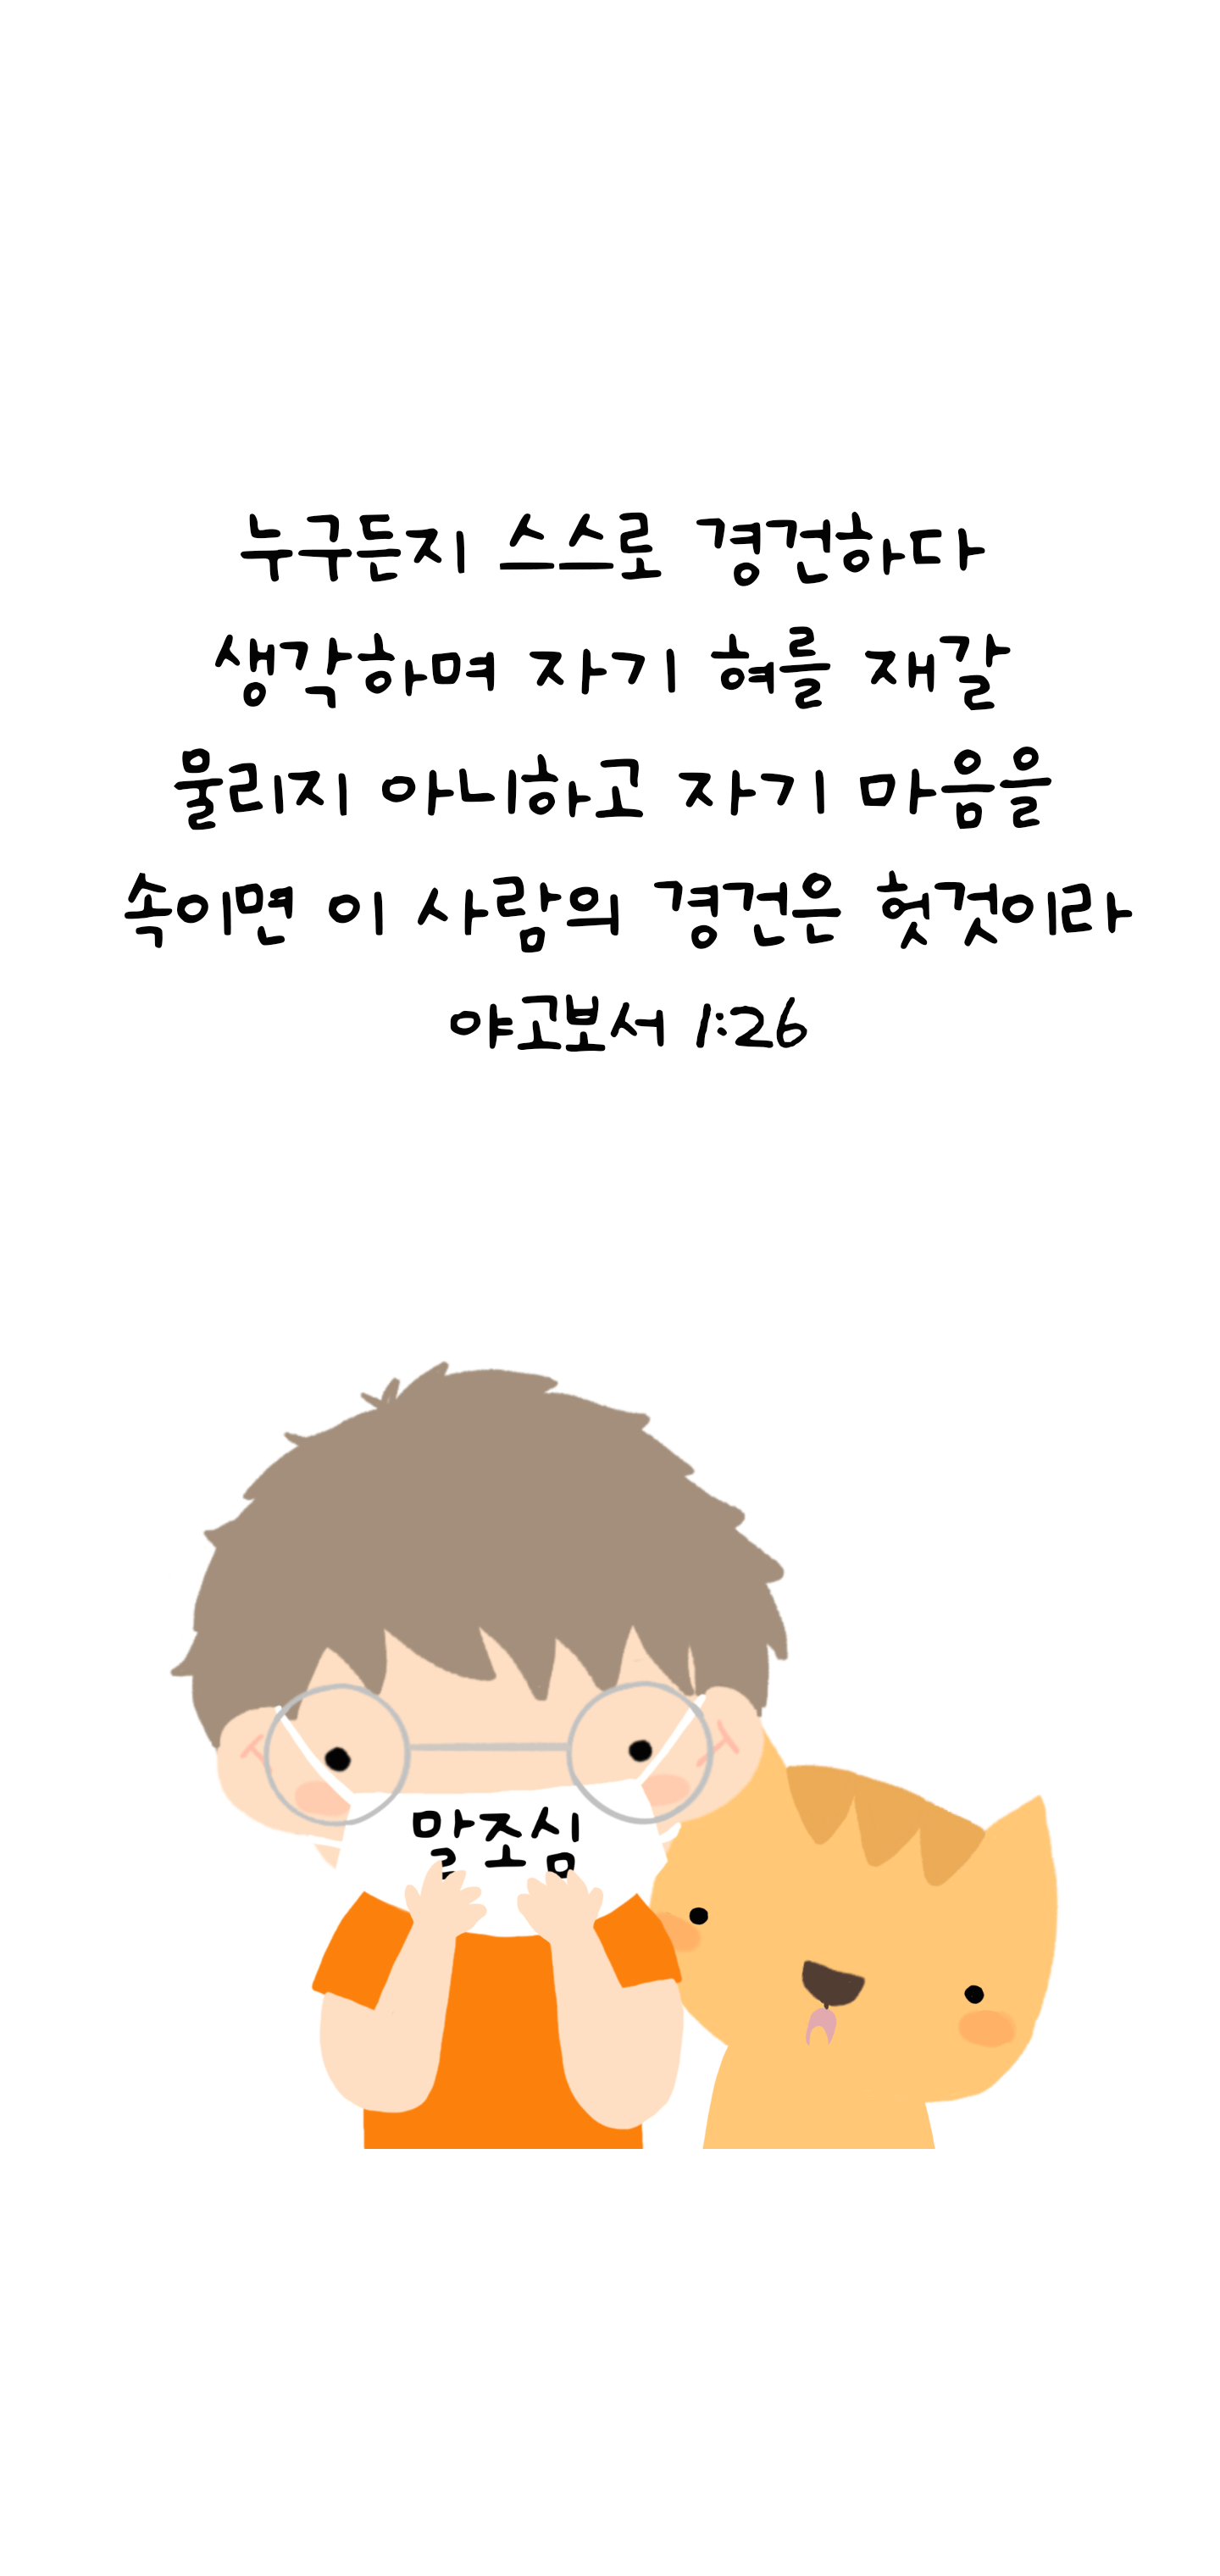 누구든지 스스로 경건하다
생각하며 자기 혀를 재갈
물리지 아니하고 자기 마음을
속이면 이 사람의 경건은 헛것이라
야고보서 1:26
말조심